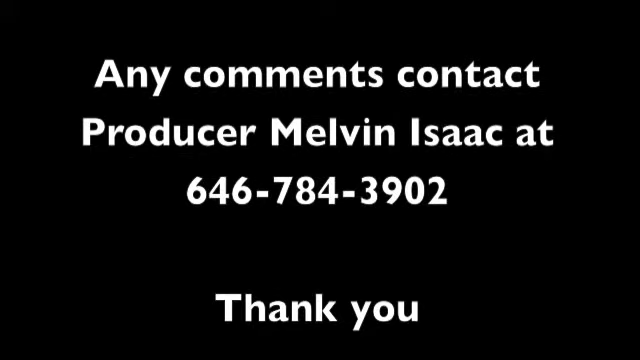 Any comments contact
Producer Melvin Isaac at
646-784-3902
Thank you